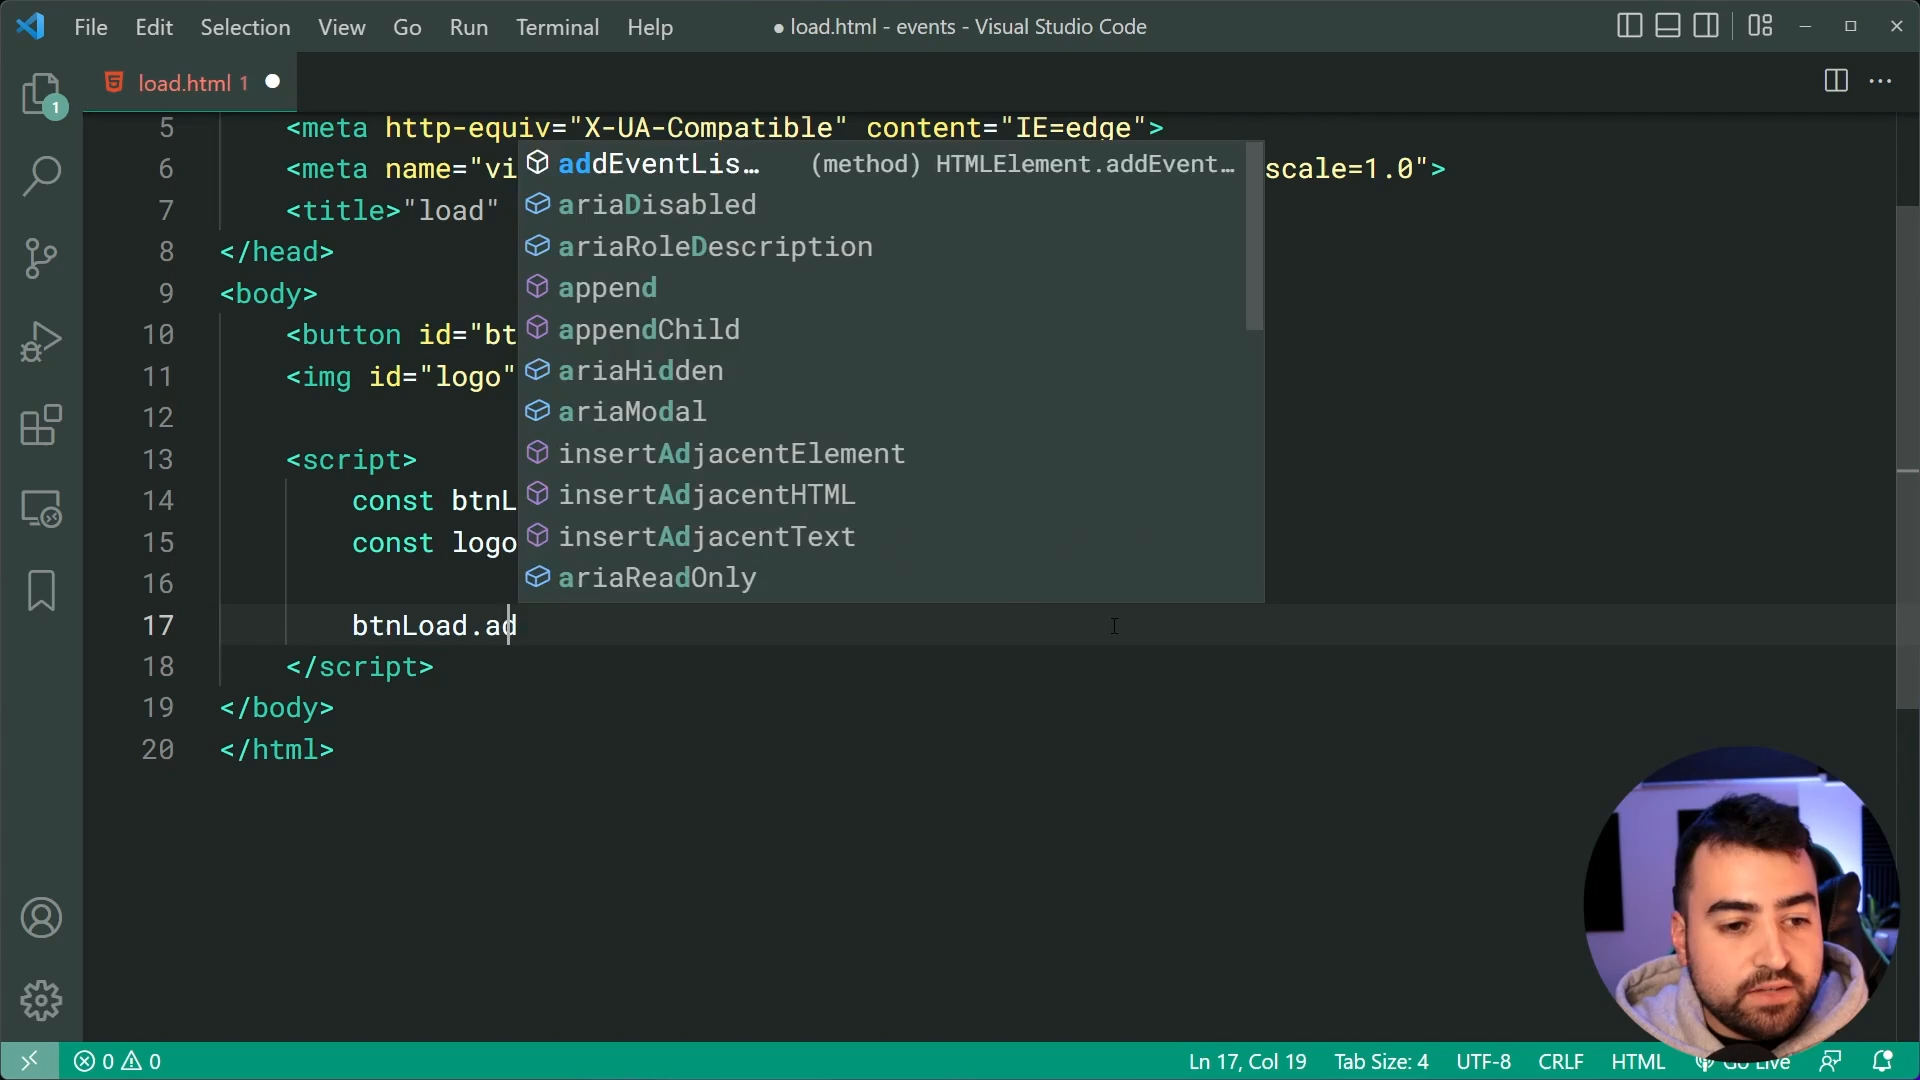 File Edit Selection View Go Run Terminal Help
● load.html - events - Visual Studio Code
load.html 1
1
5 <meta http-equiv="X-UA-Compatible" content="IE=edge">
6 <meta name="vi scale=1.0">
7 <title>"load"
8 </head>
9 <body>
10 <button id="bt
11 <img id="logo"
12
13 <script>
14 const btnL
15 const logo
16
17 btnLoad.ad
18 </script>
19 </body>
20 </html>
addEventLis… (method) HTMLElement.addEvent…
ariaDisabled
ariaRoleDescription
append
appendChild
ariaHidden
ariaModal
insertAdjacentElement
insertAdjacentHTML
insertAdjacentText
ariaReadOnly
0 0 Ln 17, Col 19 Tab Size: 4 UTF-8 CRLF HTML Go Live